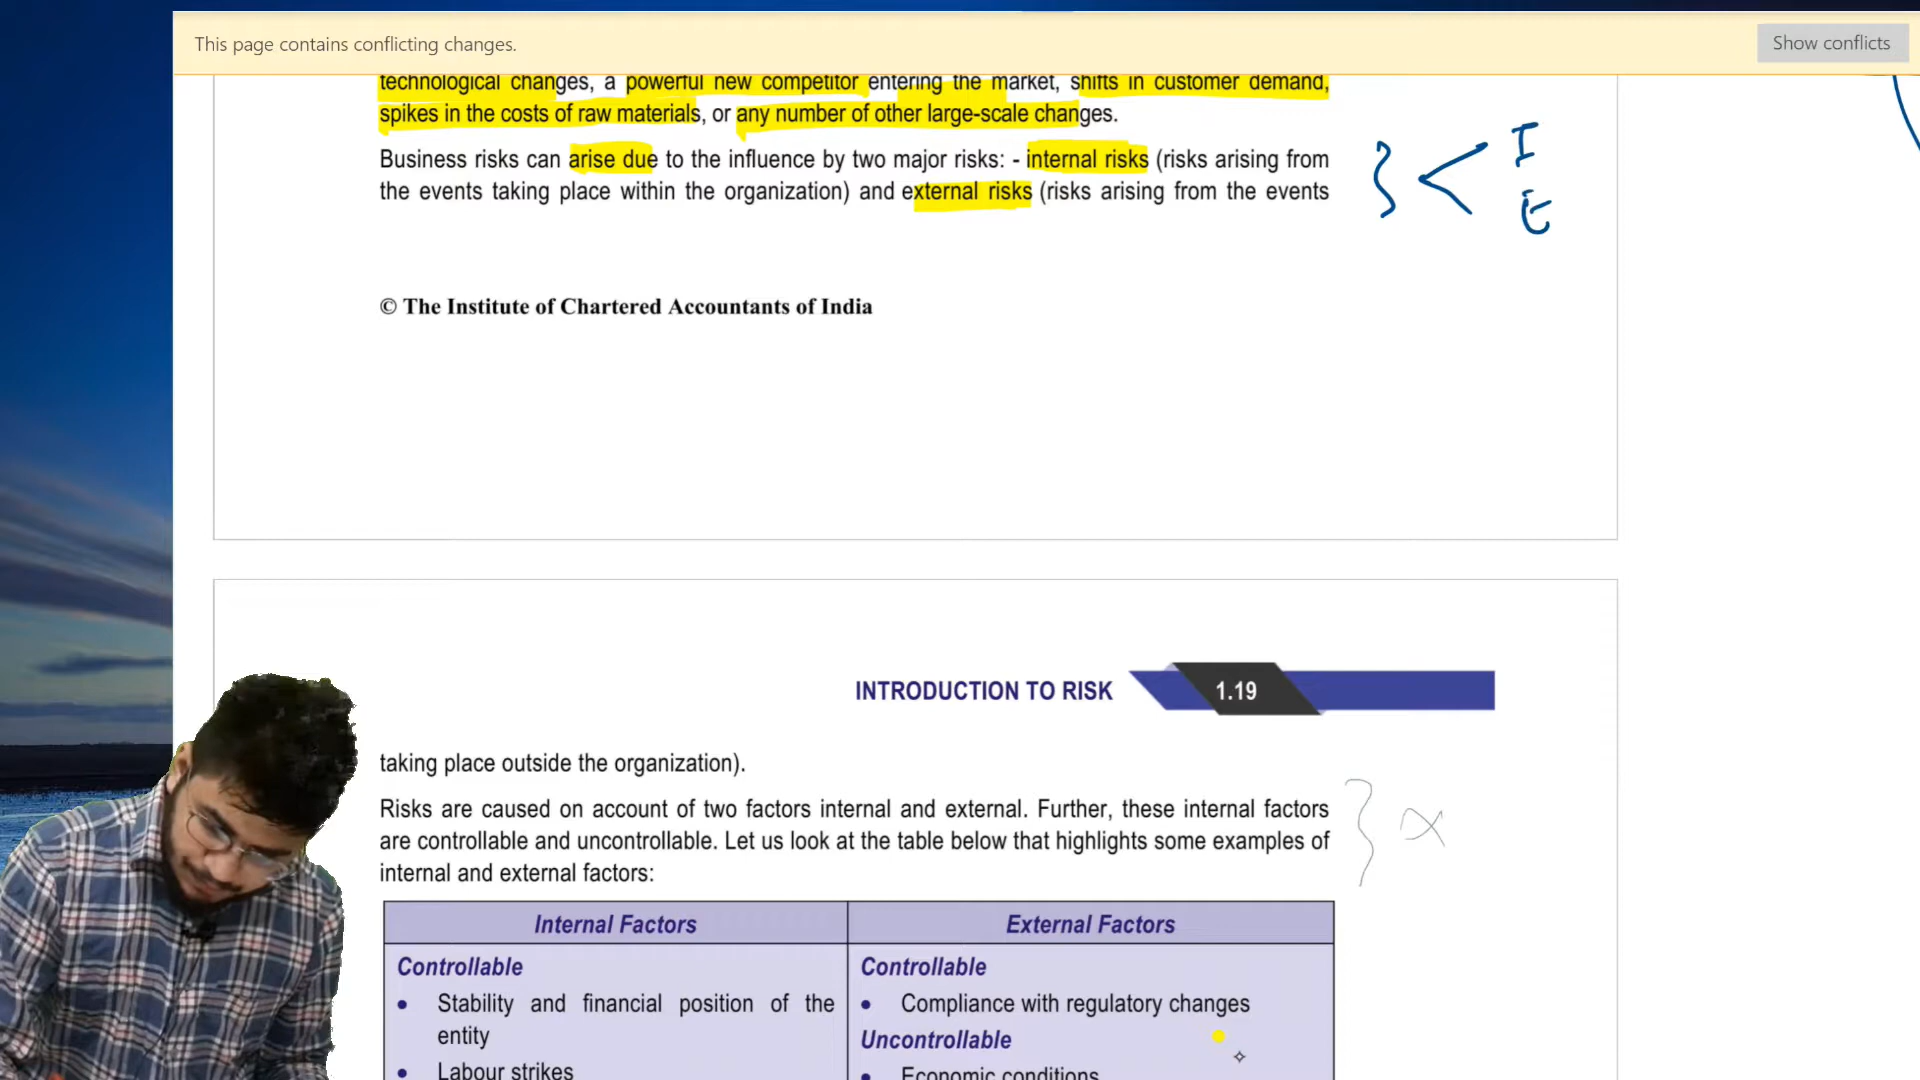 This page contains conflicting changes.
Show conflicts
technological changes, a powerful new competitor entering the market, shifts in customer demand,
spikes in the costs of raw materials, or any number of other large-scale changes.
Business risks can arise due to the influence by two major risks: - internal risks (risks arising from
the events taking place within the organization) and external risks (risks arising from the events
I
E
© The Institute of Chartered Accountants of India
INTRODUCTION TO RISK 1.19
taking place outside the organization).
Risks are caused on account of two factors internal and external. Further, these internal factors
are controllable and uncontrollable. Let us look at the table below that highlights some examples of
internal and external factors:
Internal Factors
Controllable
• Stability and financial position of the
entity
• Labour strikes
External Factors
Controllable
• Compliance with regulatory changes
Uncontrollable
• Economic conditions